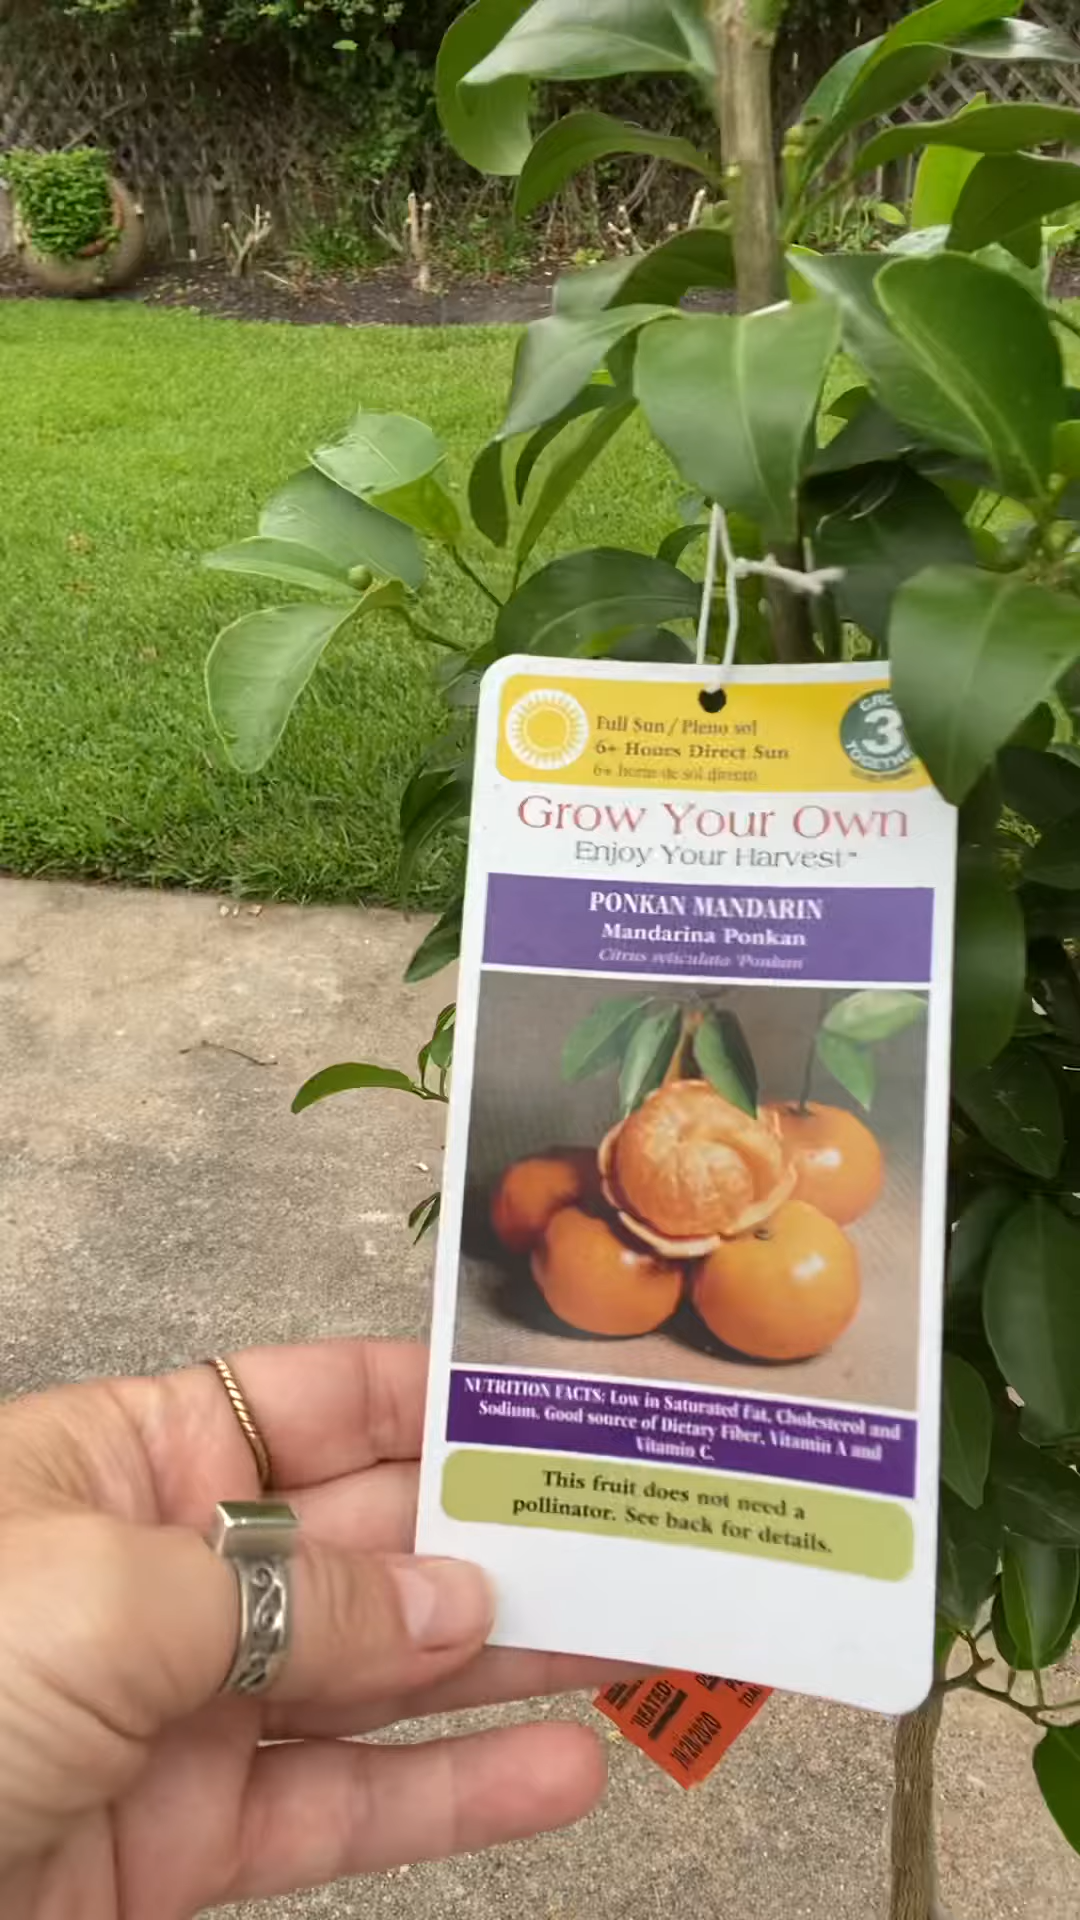 Full Sun / Pleno sol
6+ Hours Direct Sun
6+ horas de sol directo
3
Grow Your Own
Enjoy Your Harvest™
PONKAN MANDARIN
Mandarina Ponkan
Citrus reticulata 'Ponkan'
NUTRITION FACTS: Low in Saturated Fat, Cholesterol and
Sodium. Good source of Dietary Fiber, Vitamin A and
Vitamin C.
This fruit does not need a
pollinator. See back for details.